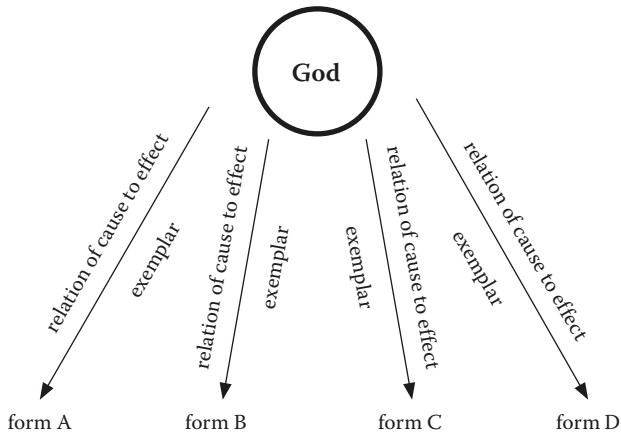 God
relation of cause to effect
exemplar
relation of cause to effect
exemplar
exemplar
relation of cause to effect
exemplar
relation of cause to effect
form A
form B
form C
form D